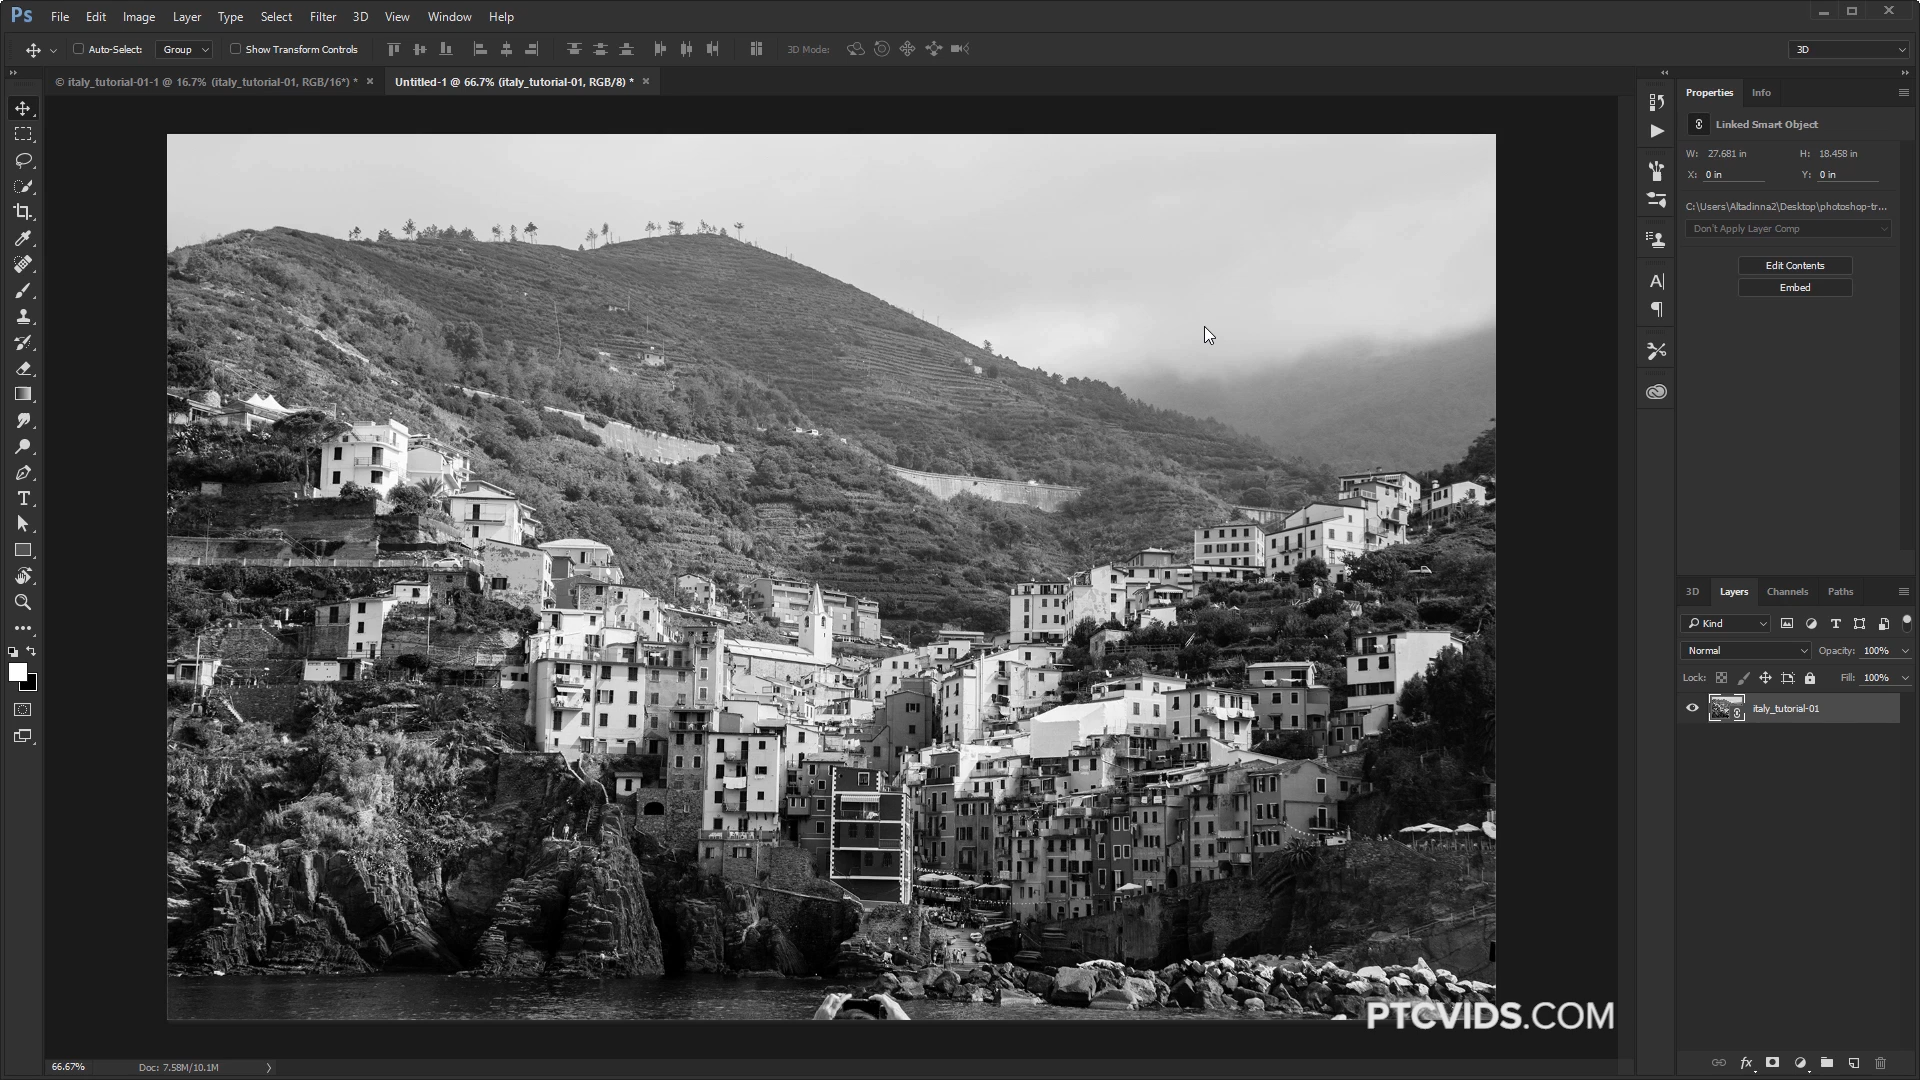 Ps File Edit Image Layer Type Select Filter 3D View Window Help
Auto-Select: Group Show Transform Controls 3D Mode: 3D
© italy_tutorial-01-1 @ 16.7% (italy_tutorial-01, RGB/16*) * × Untitled-1 @ 66.7% (italy_tutorial-01, RGB/8) * ×
Properties Info
Linked Smart Object
W: 27.681 in H: 18.458 in
X: 0 in Y: 0 in
C:\Users\Altadinna2\Desktop\photoshop-tr...
Don't Apply Layer Comp
Edit Contents
Embed
3D Layers Channels Paths
Kind
Normal Opacity: 100%
Lock: Fill: 100%
italy_tutorial-01
PTCVIDS.COM
66.67% Doc: 7.58M/10.1M